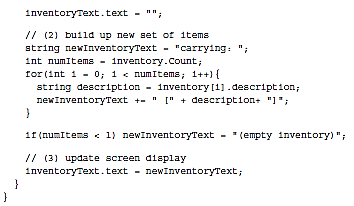 inventoryText.text = "";
// (2) build up new set of items
string newInventoryText = "carrying: ";
int numItems = inventory.Count;
for(int i = 0; i < numItems; i++){
string description = inventory[i].description;
newInventoryText += " [" + description+ "]";
}
if(numItems < 1) newInventoryText = "(empty inventory)";
// (3) update screen display
inventoryText.text = newInventoryText;
}
}